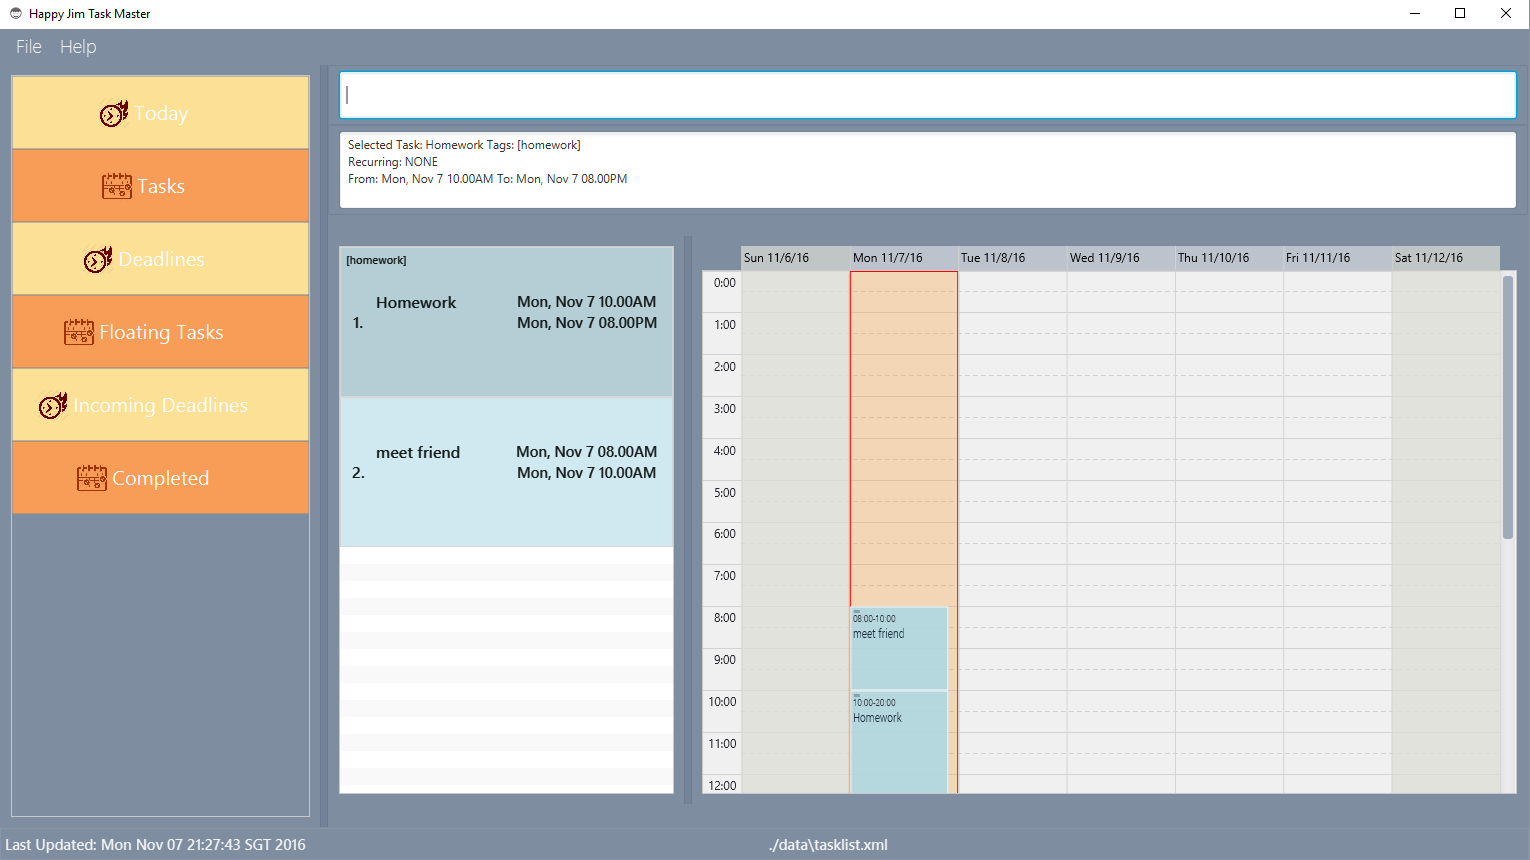 Happy Jim Task Master
File Help
Today
Tasks
Deadlines
Floating Tasks
Incoming Deadlines
Completed
Selected Task: Homework Tags: [homework]
Recurring: NONE
From: Mon, Nov 7 10.00AM To: Mon, Nov 7 08.00PM
[homework]
Homework
1.
Mon, Nov 7 10.00AM
Mon, Nov 7 08.00PM
meet friend
2.
Mon, Nov 7 08.00AM
Mon, Nov 7 10.00AM
Sun 11/6/16 Mon 11/7/16 Tue 11/8/16 Wed 11/9/16 Thu 11/10/16 Fri 11/11/16 Sat 11/12/16
0:00
1:00
2:00
3:00
4:00
5:00
6:00
7:00
8:00
9:00
10:00
11:00
12:00
08:00-10:00
meet friend
10:00-20:00
Homework
Last Updated: Mon Nov 07 21:27:43 SGT 2016
./data\tasklist.xml